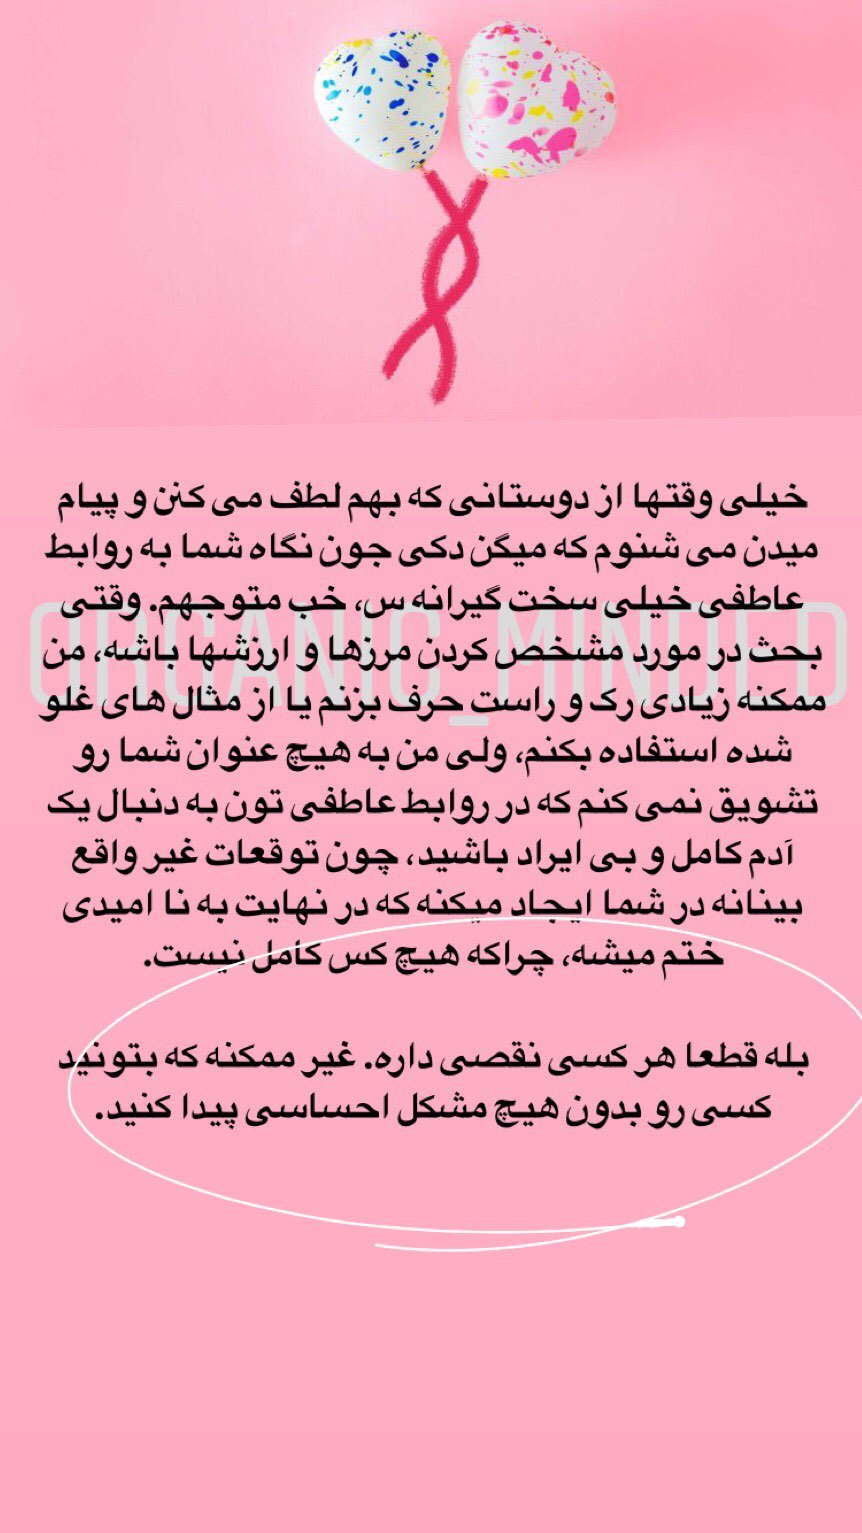 خیلی وقتها از دوستانی که بهم لطف می کنن و پیام
میدن می شنوم که میگن دکی جون نگاه شما به روابط
عاطفی خیلی سخت گیرانه س، خب متوجهم. وقتی
بحث در مورد مشخص کردن مرزها و ارزشها باشه، من
ممکنه زیادی رک و راست حرف بزنم یا از مثال های غلو
شده استفاده بکنم، ولی من به هیچ عنوان شما رو
تشویق نمی کنم که در روابط عاطفی تون به دنبال یک
آدم کامل و بی ایراد باشید، چون توقعات غیر واقع
بینانه در شما ایجاد میکنه که در نهایت به نا امیدی
ختم میشه، چراکه هیچ کس کامل نیست.
بله قطعا هر کسی نقصی داره. غیر ممکنه که بتونید
کسی رو بدون هیچ مشکل احساسی پیدا کنید.